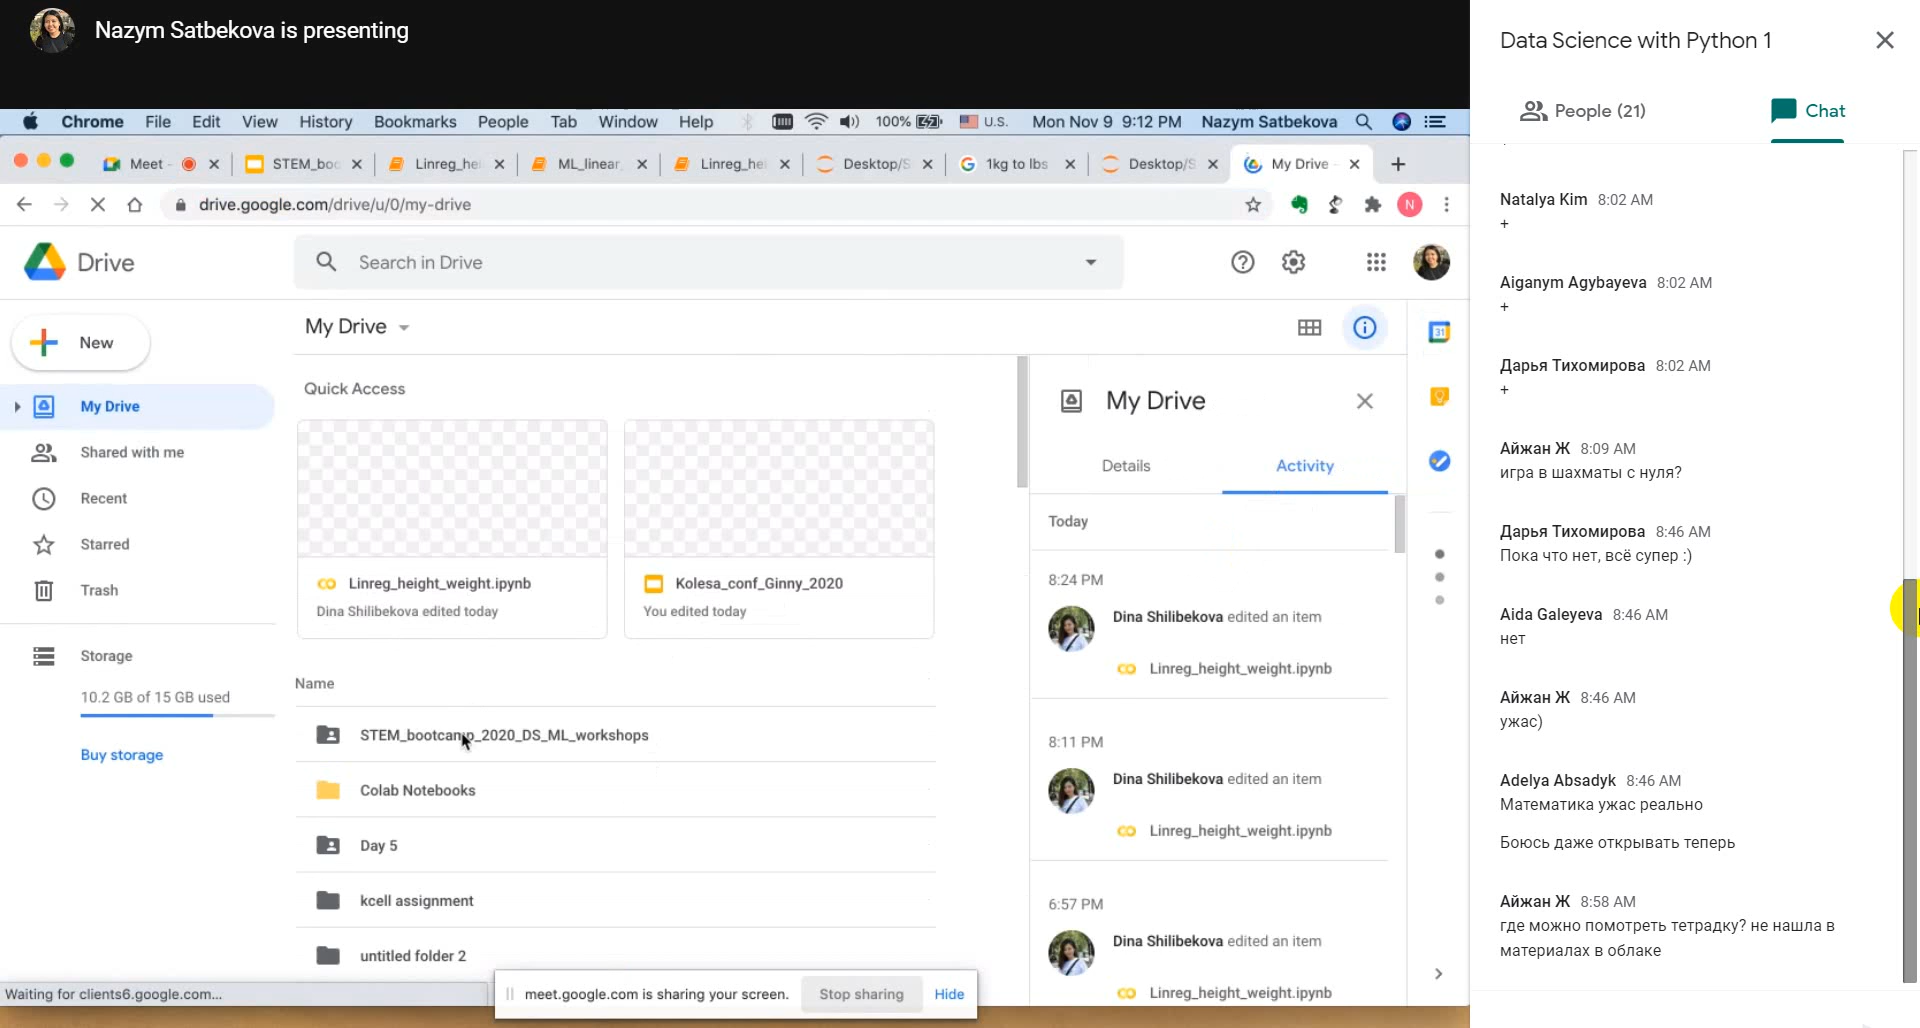 Nazym Satbekova is presenting
Chrome File Edit View History Bookmarks People Tab Window Help 100% U.S. Mon Nov 9 9:12 PM Nazym Satbekova
Meet - STEM_boo Linreg_hei ML_linear_ Linreg_hei Desktop/S 1kg to lbs Desktop/S My Drive -
drive.google.com/drive/u/0/my-drive
N
Drive
Search in Drive
New
My Drive
Shared with me
Recent
Starred
Trash
Storage
10.2 GB of 15 GB used
Buy storage
My Drive
Quick Access
Linreg_height_weight.ipynb
Dina Shilibekova edited today
Kolesa_conf_Ginny_2020
You edited today
Name
STEM_bootcamp_2020_DS_ML_workshops
Colab Notebooks
Day 5
kcell assignment
untitled folder 2
My Drive
Details Activity
Today
8:24 PM
Dina Shilibekova edited an item
Linreg_height_weight.ipynb
8:11 PM
Dina Shilibekova edited an item
Linreg_height_weight.ipynb
6:57 PM
Dina Shilibekova edited an item
Linreg_height_weight.ipynb
31
Waiting for clients6.google.com...
meet.google.com is sharing your screen. Stop sharing Hide
Data Science with Python 1
People (21) Chat
Natalya Kim 8:02 AM
+
Aiganym Agybayeva 8:02 AM
+
Дарья Тихомирова 8:02 AM
+
Айжан Ж 8:09 AM
игра в шахматы с нуля?
Дарья Тихомирова 8:46 AM
Пока что нет, всё супер :)
Aida Galeyeva 8:46 AM
нет
Айжан Ж 8:46 AM
ужас)
Adelya Absadyk 8:46 AM
Математика ужас реально
Боюсь даже открывать теперь
Айжан Ж 8:58 AM
где можно помотреть тетрадку? не нашла в
материалах в облаке